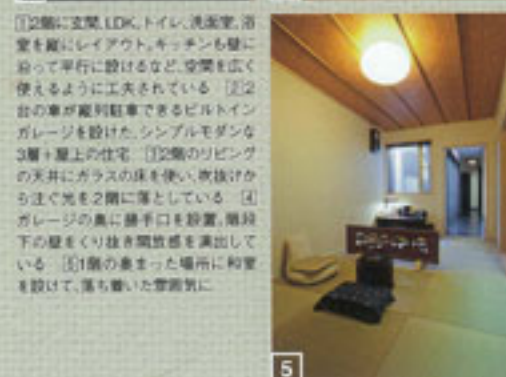 ①2階に玄関、LDK、トイレ、洗面室、浴
室を縦にレイアウト。キッチンも壁に
沿って平行に設けるなど、空間を広く
使えるように工夫されている ②2
台の車が縦列駐車できるビルトイン
ガレージを設けた、シンプルモダンな
3層+屋上の住宅 ③2階のリビング
の天井にガラスの床を使い、吹抜けか
ら注ぐ光を2階に落としている ④
ガレージの奥に勝手口を設置。階段
下の壁をくり抜き開放感を演出して
いる ⑤1階の奥まった場所に和室
を設けて、落ち着いた雰囲気に
5